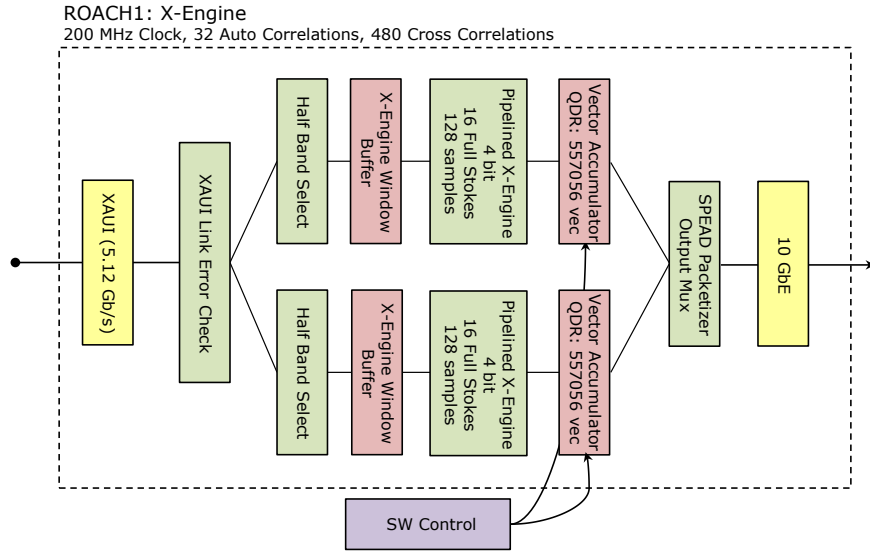 ROACH1: X-Engine
200 MHz Clock, 32 Auto Correlations, 480 Cross Correlations
XAUI (5.12 Gb/s)
XAUI Link Error Check
Half Band Select
X-Engine Window
Buffer
Pipelined X-Engine
4 bit
16 Full Stokes
128 samples
Vector Accumulator
QDR: 557056 vec
Half Band Select
X-Engine Window
Buffer
Pipelined X-Engine
4 bit
16 Full Stokes
128 samples
Vector Accumulator
QDR: 557056 vec
SPEAD Packetizer
Output Mux
10 GbE
SW Control